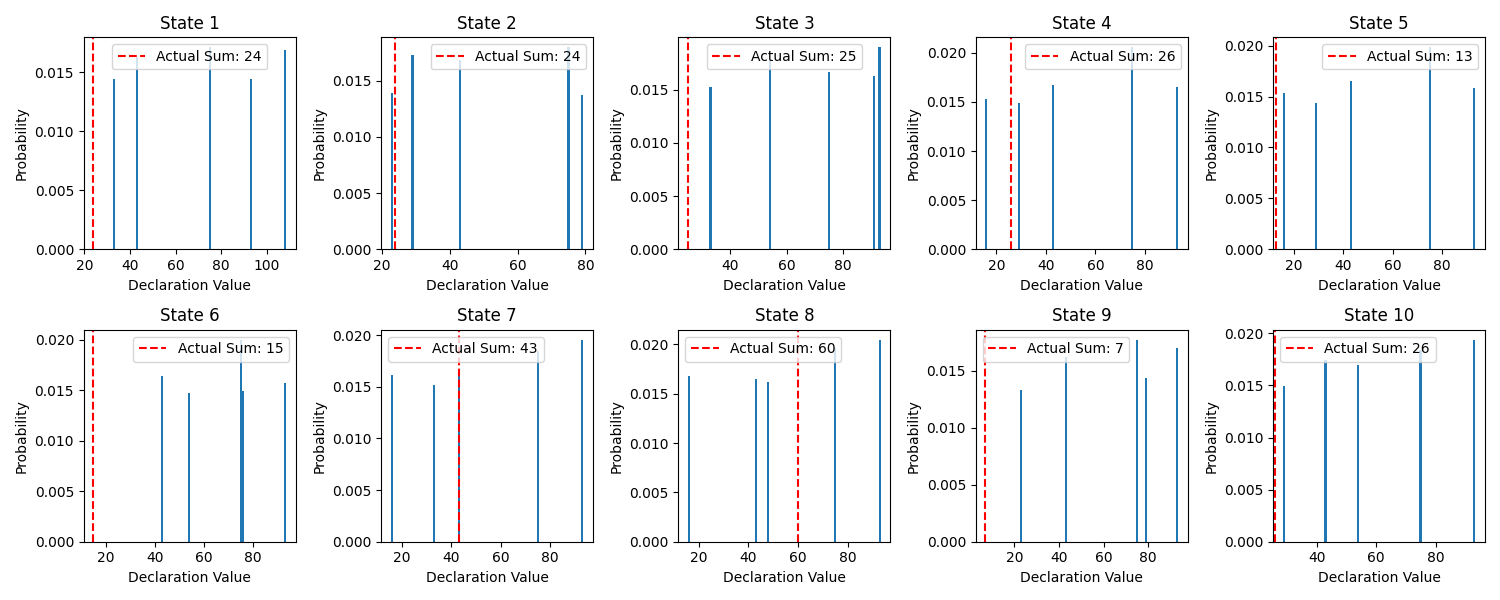 State 1
State 2
State 3
State 4
State 5
Actual Sum: 24
Actual Sum: 24
Actual Sum: 25
Actual Sum: 26
Actual Sum: 13
Probability
0.015
0.010
0.005
0.000
20 40 60 80 100
Declaration Value
Probability
0.015
0.010
0.005
0.000
20 40 60 80
Declaration Value
Probability
0.015
0.010
0.005
0.000
40 60 80
Declaration Value
Probability
0.020
0.015
0.010
0.005
0.000
20 40 60 80
Declaration Value
Probability
0.020
0.015
0.010
0.005
0.000
20 40 60 80
Declaration Value
State 6
State 7
State 8
State 9
State 10
Actual Sum: 15
Actual Sum: 43
Actual Sum: 60
Actual Sum: 7
Actual Sum: 26
Probability
0.020
0.015
0.010
0.005
0.000
40 60 80
Declaration Value
Probability
0.020
0.015
0.010
0.005
0.000
20 40 60 80
Declaration Value
Probability
0.020
0.015
0.010
0.005
0.000
20 40 60 80
Declaration Value
Probability
0.015
0.010
0.005
0.000
20 40 60 80
Declaration Value
Probability
0.020
0.015
0.010
0.005
0.000
40 60 80
Declaration Value